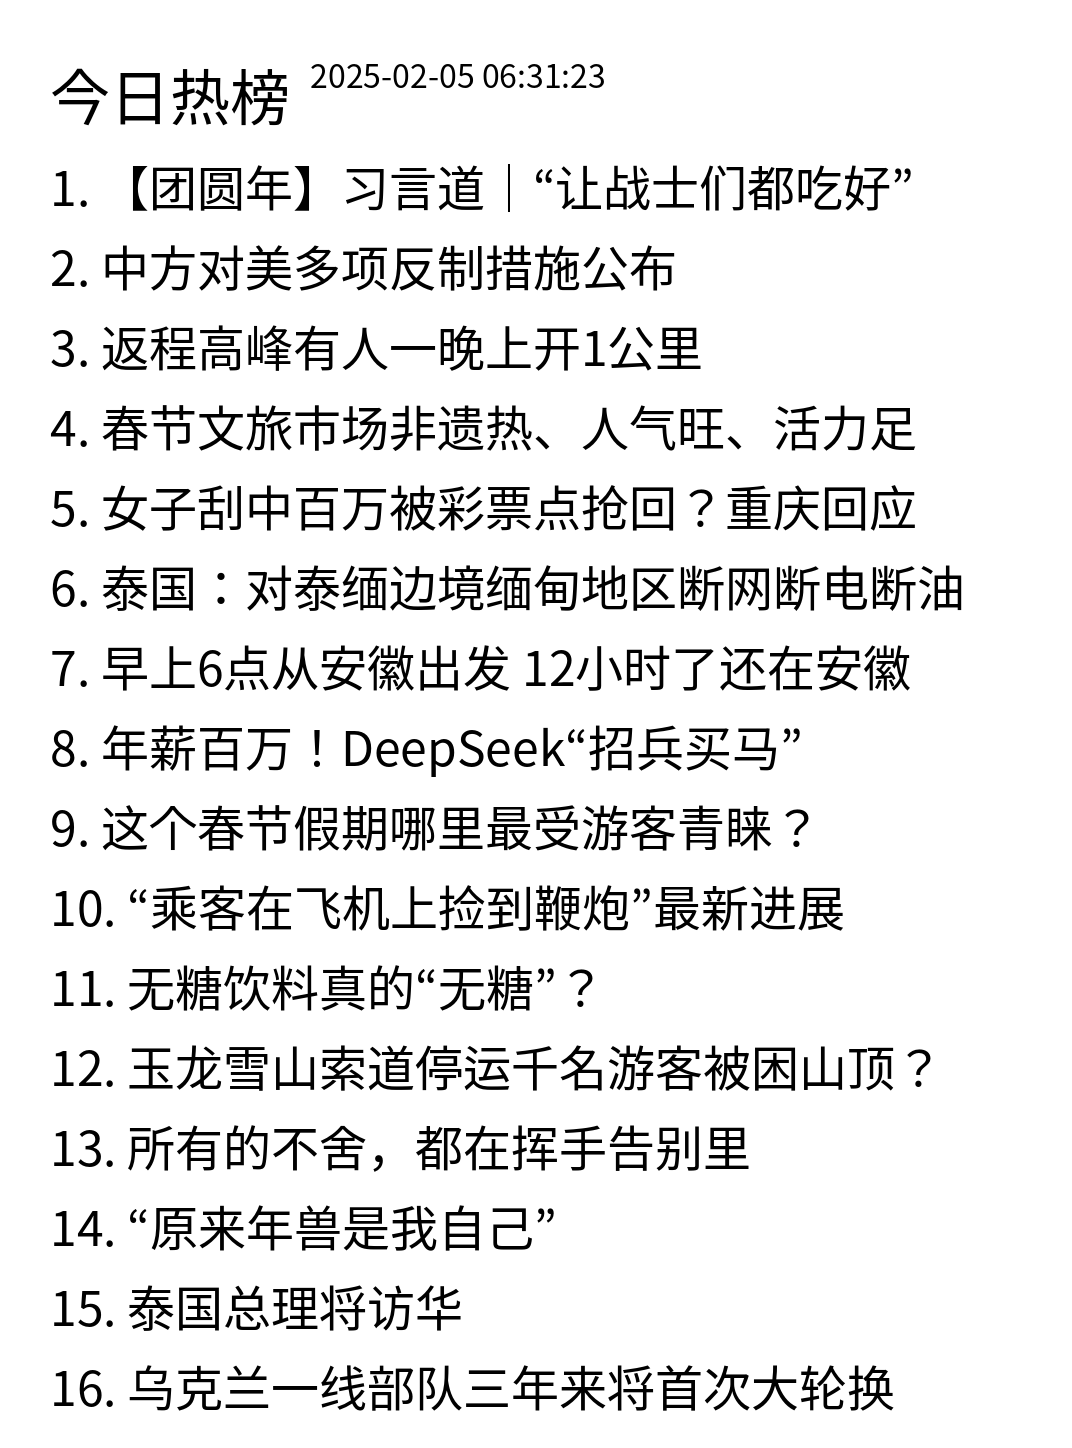 今日热榜 2025-02-05 06:31:23
1. 【团圆年】习言道｜“让战士们都吃好”
2. 中方对美多项反制措施公布
3. 返程高峰有人一晚上开1公里
4. 春节文旅市场非遗热、人气旺、活力足
5. 女子刮中百万被彩票点抢回？重庆回应
6. 泰国：对泰缅边境缅甸地区断网断电断油
7. 早上6点从安徽出发 12小时了还在安徽
8. 年薪百万！DeepSeek“招兵买马”
9. 这个春节假期哪里最受游客青睐？
10. “乘客在飞机上捡到鞭炮”最新进展
11. 无糖饮料真的“无糖”？
12. 玉龙雪山索道停运千名游客被困山顶？
13. 所有的不舍，都在挥手告别里
14. “原来年兽是我自己”
15. 泰国总理将访华
16. 乌克兰一线部队三年来将首次大轮换